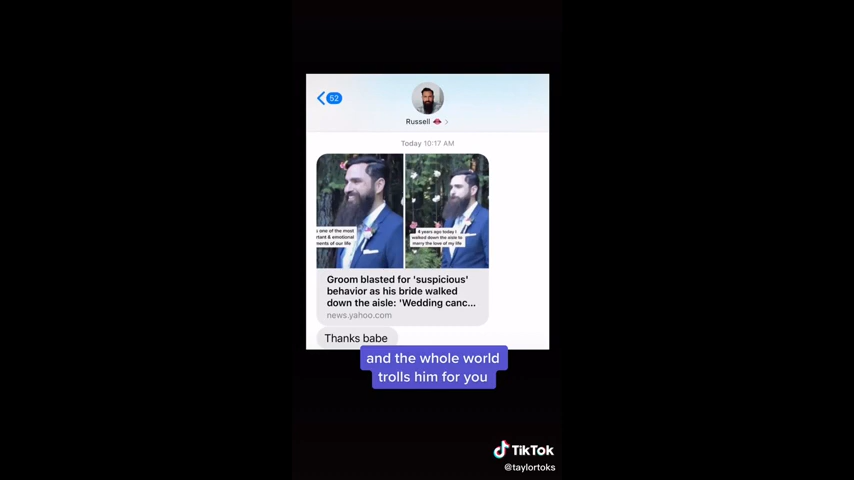 52
Russell
Today 10:17 AM
s one of the most
rtant & emotional
nents of our life
4 years ago today I
walked down the aisle to
marry the love of my life
Groom blasted for 'suspicious'
behavior as his bride walked
down the aisle: 'Wedding canc...
news.yahoo.com
Thanks babe
and the whole world
trolls him for you
TikTok
@taylortoks